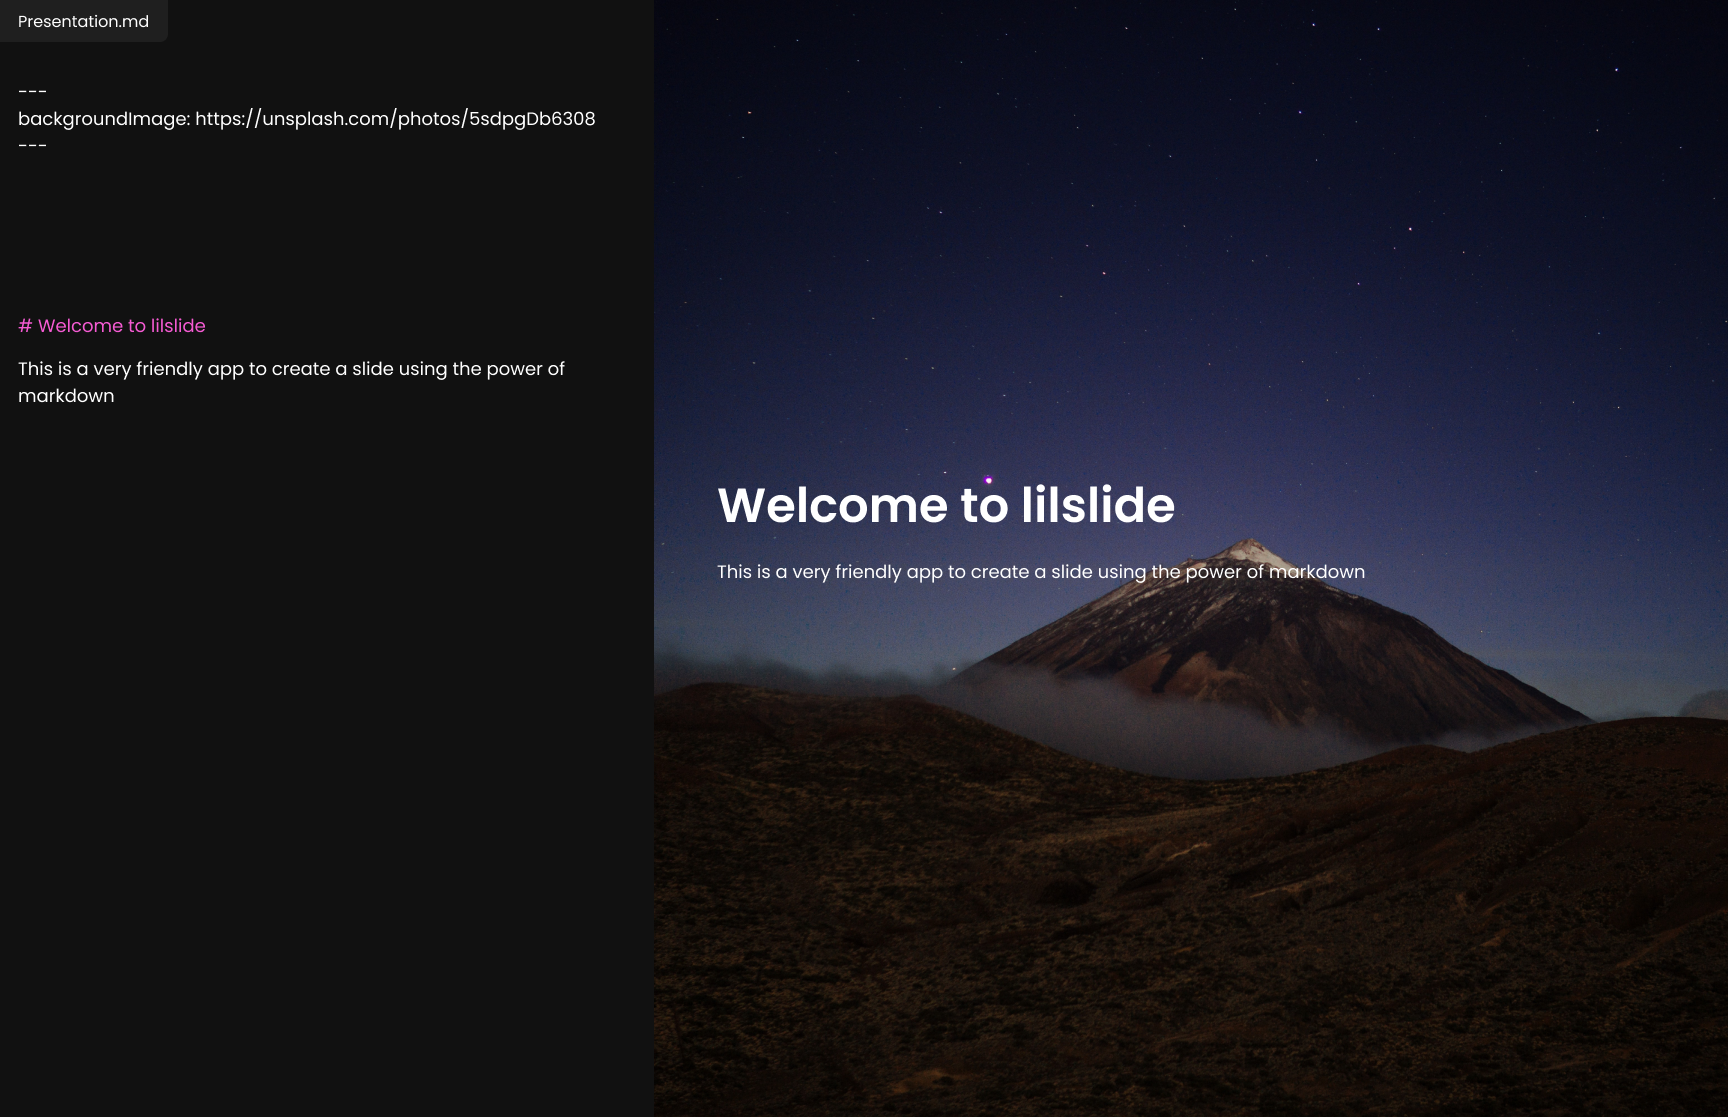 Presentation.md
---
backgroundImage: https://unsplash.com/photos/5sdpgDb6308
---
# Welcome to lilslide
This is a very friendly app to create a slide using the power of
markdown
Welcome to lilslide
This is a very friendly app to create a slide using the power of markdown